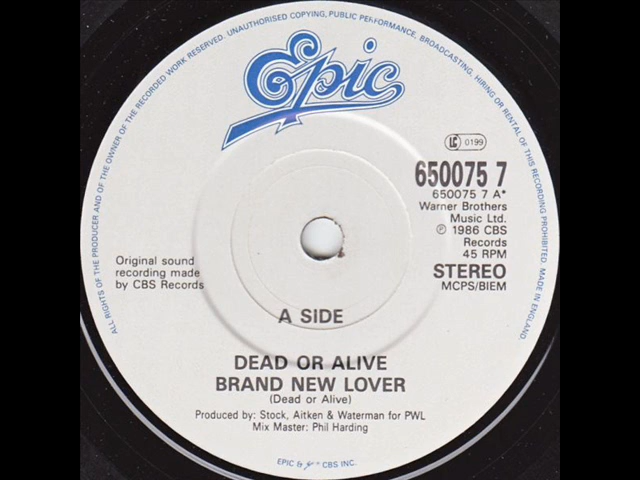 ALL RIGHTS OF THE PRODUCER AND OF THE OWNER OF THE RECORDED WORK RESERVED. UNAUTHORISED COPYING, PUBLIC PERFORMANCE, BROADCASTING, HIRING OR RENTAL OF THIS RECORDING PROHIBITED. MADE IN ENGLAND.
Epic
LC 0199
650075 7
650075 7 A*
Warner Brothers
Music Ltd.
℗ 1986 CBS
Records
45 RPM
STEREO
MCPS/BIEM
Original sound
recording made
by CBS Records
A SIDE
DEAD OR ALIVE
BRAND NEW LOVER
(Dead or Alive)
Produced by: Stock, Aitken & Waterman for PWL
Mix Master: Phil Harding
EPIC & ® CBS INC.